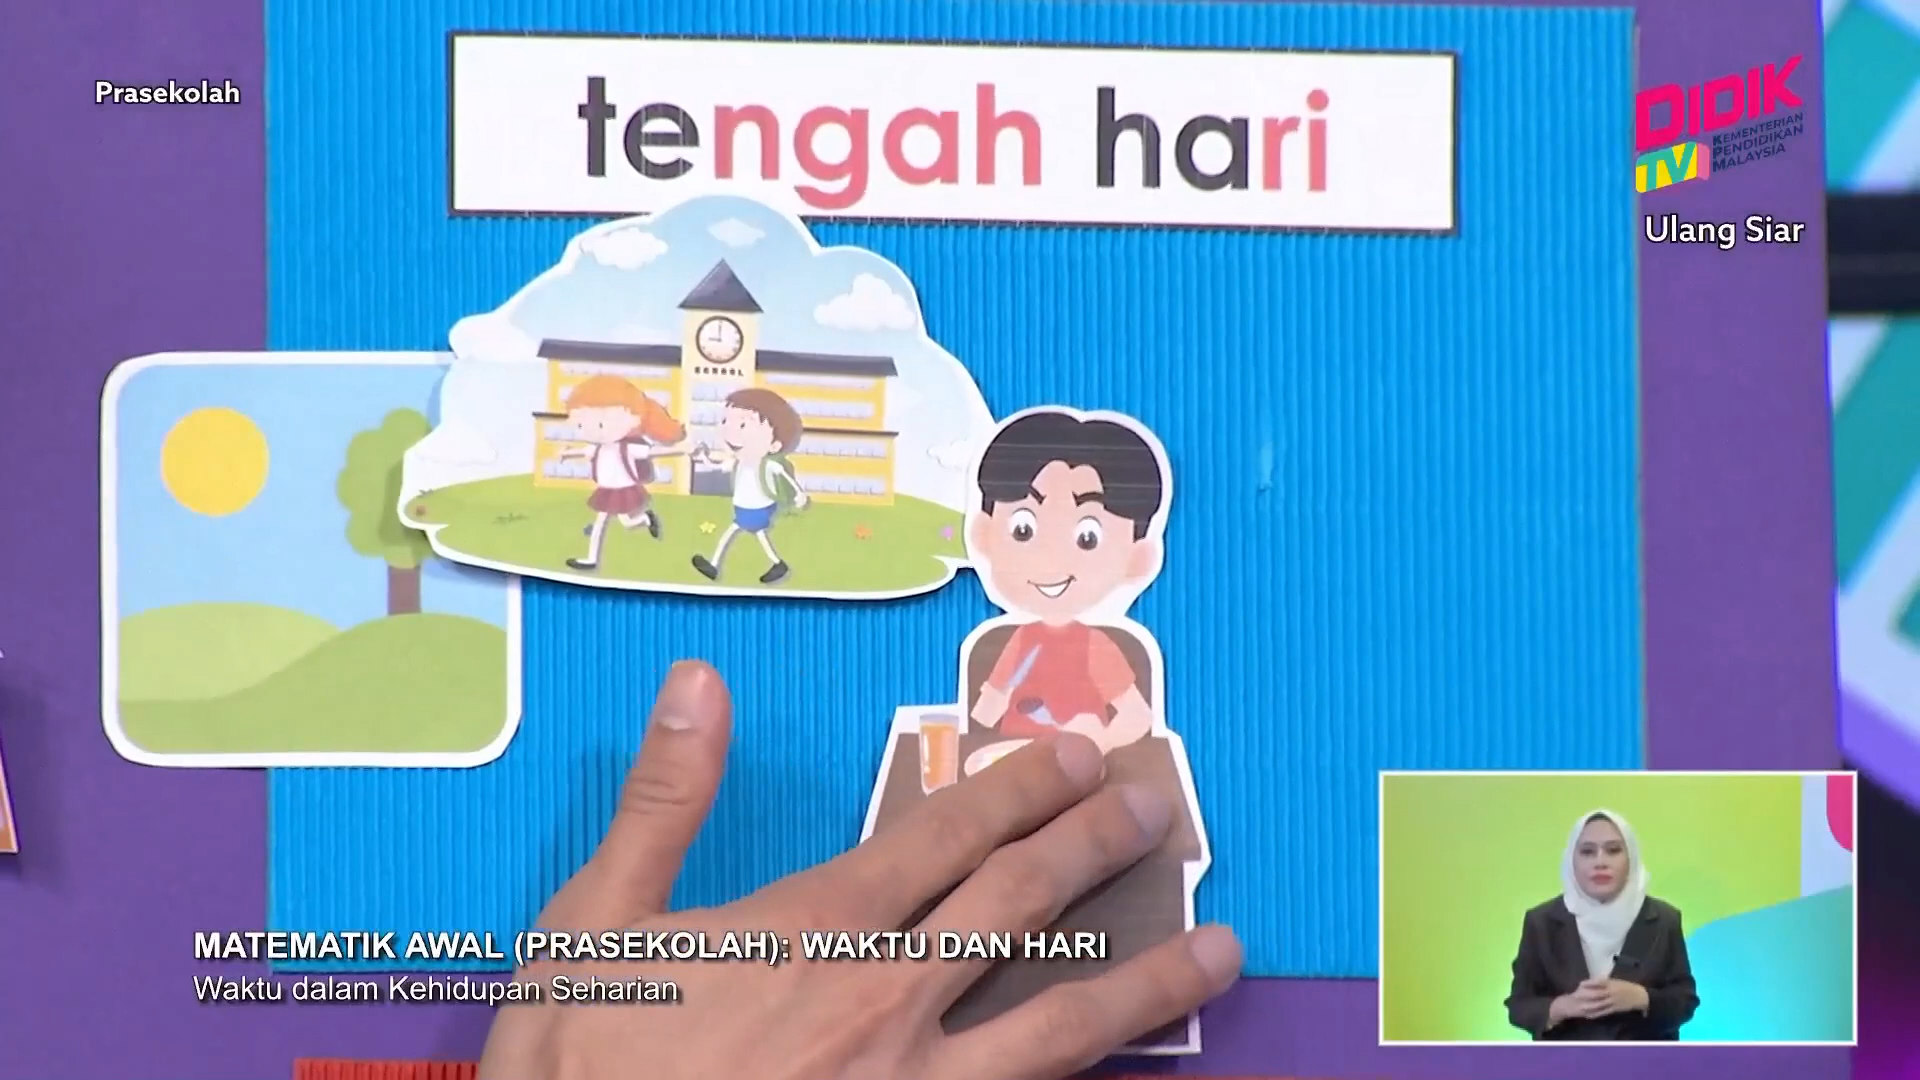 Prasekolah
tengah hari
DIDIK
TV
KEMENTERIAN
PENDIDIKAN
MALAYSIA
Ulang Siar
SCHOOL
MATEMATIK AWAL (PRASEKOLAH): WAKTU DAN HARI
Waktu dalam Kehidupan Seharian